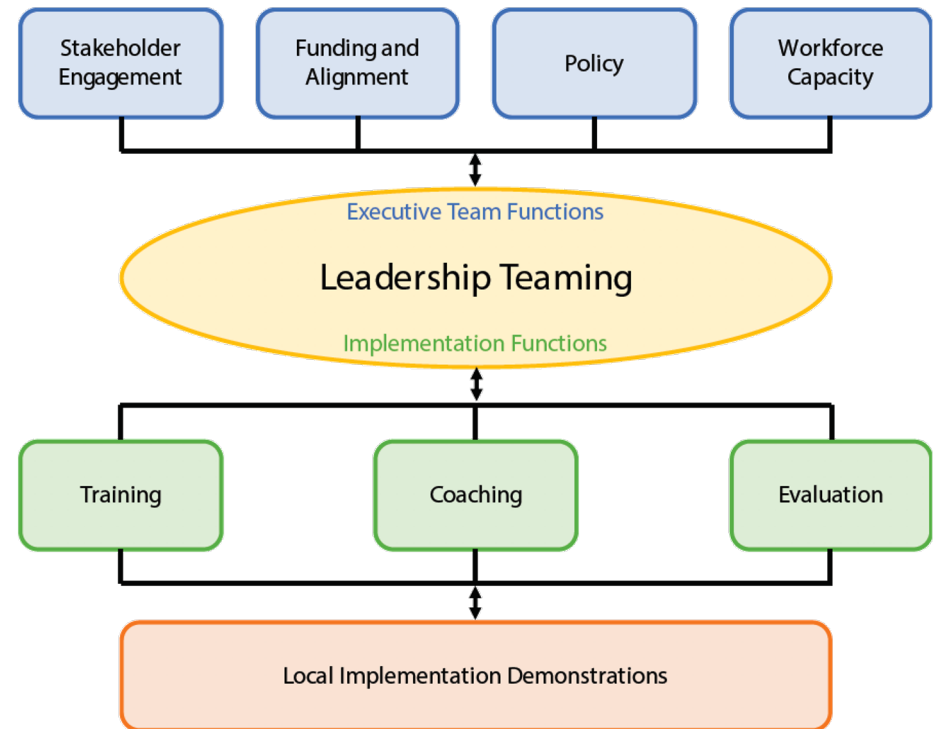 Stakeholder
Engagement
Funding and
Alignment
Policy
Workforce
Capacity
Executive Team Functions
Leadership Teaming
Implementation Functions
Training
Coaching
Evaluation
Local Implementation Demonstrations